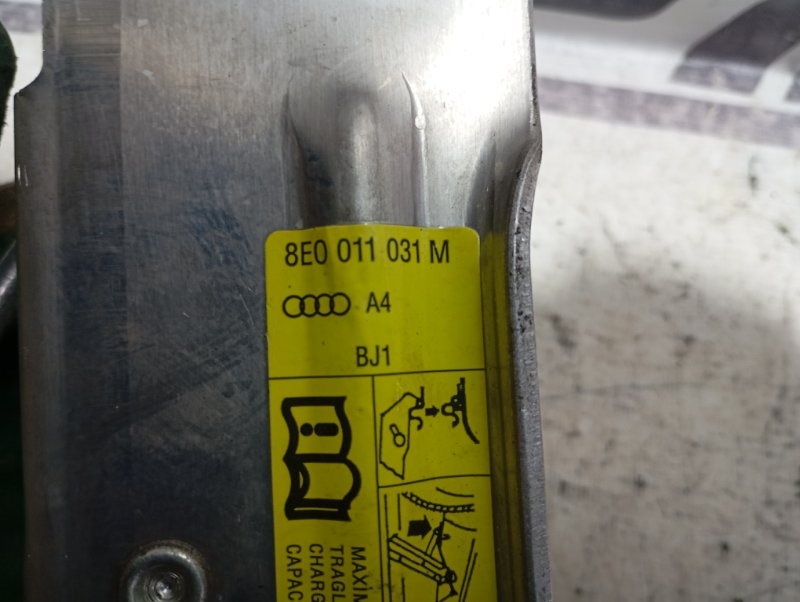 8E0 011 031 M
A4
BJ1
MAXIM
TRAGL
CHARG
CAPAC